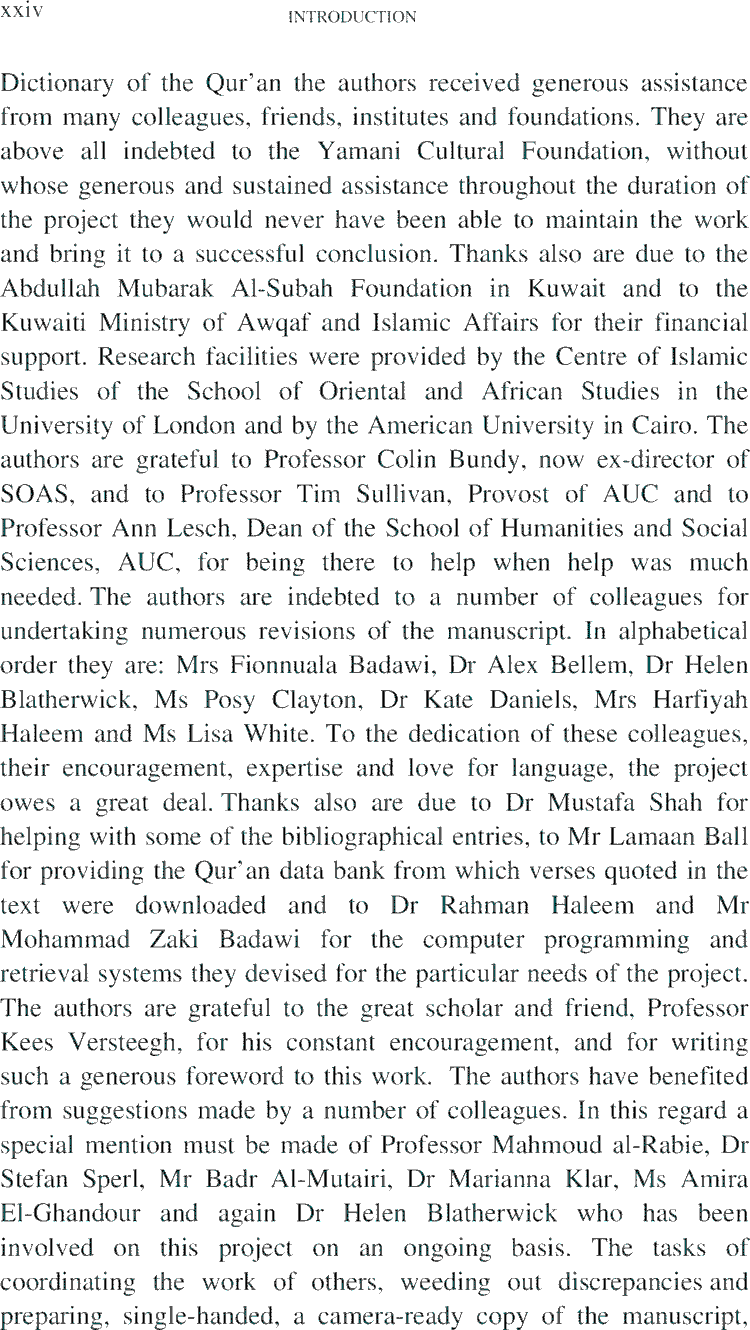 xxiv
INTRODUCTION
Dictionary of the Qur'an the authors received generous assistance
from many colleagues, friends, institutes and foundations. They are
above all indebted to the Yamani Cultural Foundation, without
whose generous and sustained assistance throughout the duration of
the project they would never have been able to maintain the work
and bring it to a successful conclusion. Thanks also are due to the
Abdullah Mubarak Al-Subah Foundation in Kuwait and to the
Kuwaiti Ministry of Awqaf and Islamic Affairs for their financial
support. Research facilities were provided by the Centre of Islamic
Studies of the School of Oriental and African Studies in the
University of London and by the American University in Cairo. The
authors are grateful to Professor Colin Bundy, now ex-director of
SOAS, and to Professor Tim Sullivan, Provost of AUC and to
Professor Ann Lesch, Dean of the School of Humanities and Social
Sciences, AUC, for being there to help when help was much
needed. The authors are indebted to a number of colleagues for
undertaking numerous revisions of the manuscript. In alphabetical
order they are: Mrs Fionnuala Badawi, Dr Alex Bellem, Dr Helen
Blatherwick, Ms Posy Clayton, Dr Kate Daniels, Mrs Harfiyah
Haleem and Ms Lisa White. To the dedication of these colleagues,
their encouragement, expertise and love for language, the project
owes a great deal. Thanks also are due to Dr Mustafa Shah for
helping with some of the bibliographical entries, to Mr Lamaan Ball
for providing the Qur'an data bank from which verses quoted in the
text were downloaded and to Dr Rahman Haleem and Mr
Mohammad Zaki Badawi for the computer programming and
retrieval systems they devised for the particular needs of the project.
The authors are grateful to the great scholar and friend, Professor
Kees Versteegh, for his constant encouragement, and for writing
such a generous foreword to this work. The authors have benefited
from suggestions made by a number of colleagues. In this regard a
special mention must be made of Professor Mahmoud al-Rabie, Dr
Stefan Sperl, Mr Badr Al-Mutairi, Dr Marianna Klar, Ms Amira
El-Ghandour and again Dr Helen Blatherwick who has been
involved on this project on an ongoing basis. The tasks of
coordinating the work of others, weeding out discrepancies and
preparing, single-handed, a camera-ready copy of the manuscript,